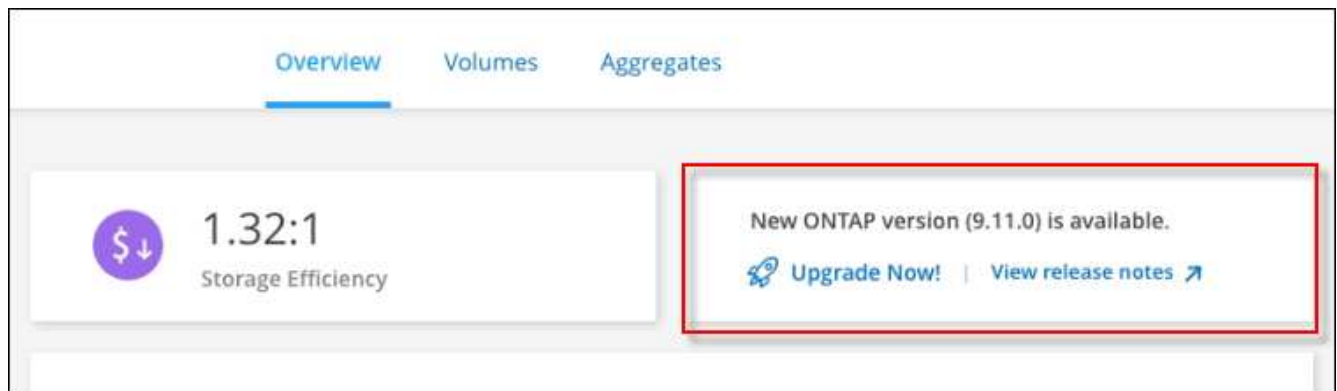 Overview Volumes Aggregates
1.32:1
Storage Efficiency
New ONTAP version (9.11.0) is available.
Upgrade Now! | View release notes